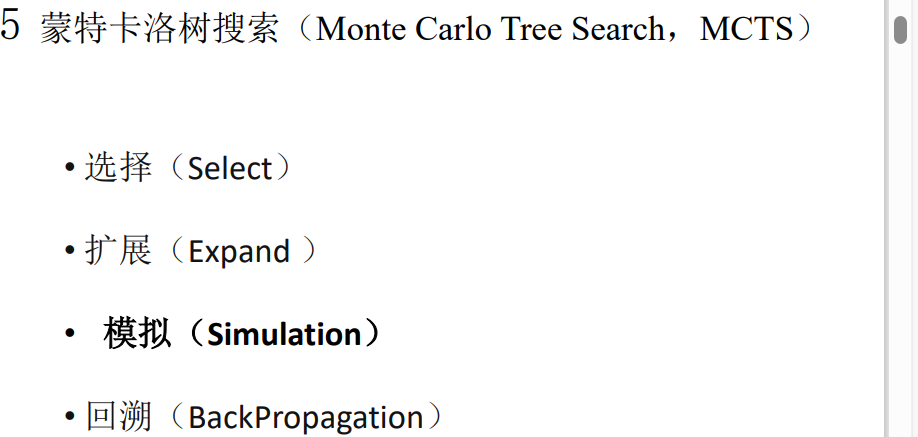 5 蒙特卡洛树搜索（Monte Carlo Tree Search，MCTS）
• 选择（Select）
• 扩展（Expand ）
• 模拟（Simulation）
• 回溯（BackPropagation）